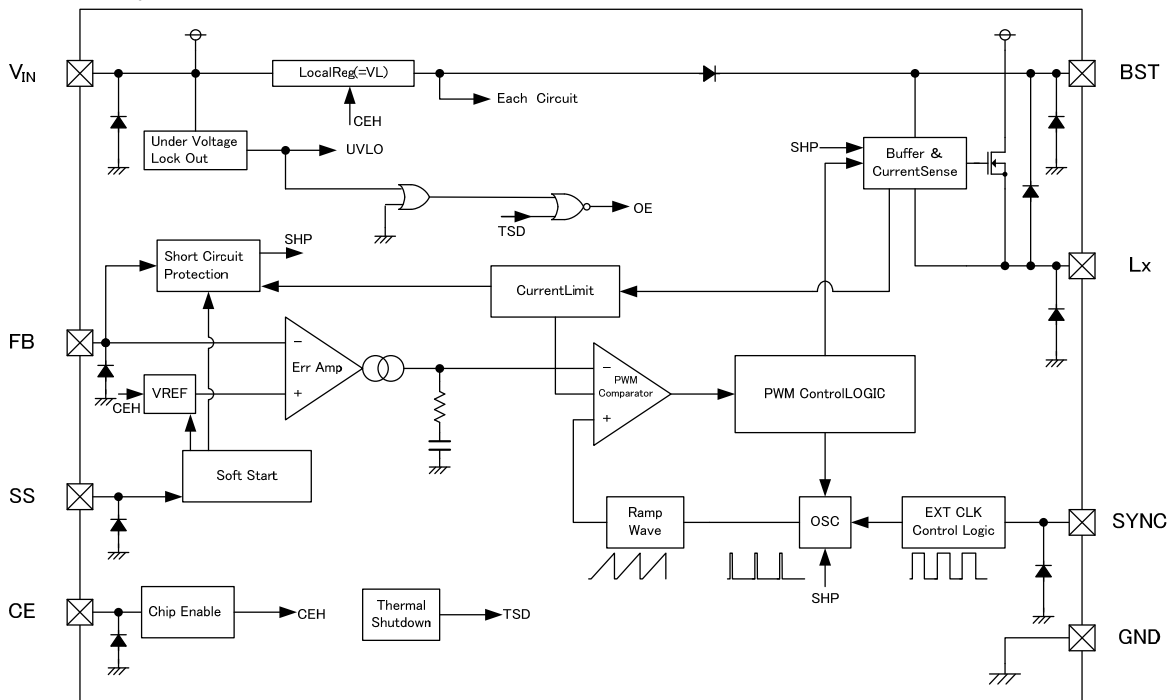 VIN
LocalReg(=VL)
BST
Each Circuit
CEH
Under Voltage
Lock Out
UVLO
SHP
Buffer &
CurrentSense
OE
TSD
SHP
Short Circuit
Protection
Lx
CurrentLimit
FB
−
Err Amp
+
−
PWM
Comparator
+
PWM ControlLOGIC
CEH
VREF
Soft Start
SS
Ramp
Wave
OSC
EXT CLK
Control Logic
SYNC
SHP
CE
Chip Enable
CEH
Thermal
Shutdown
TSD
GND